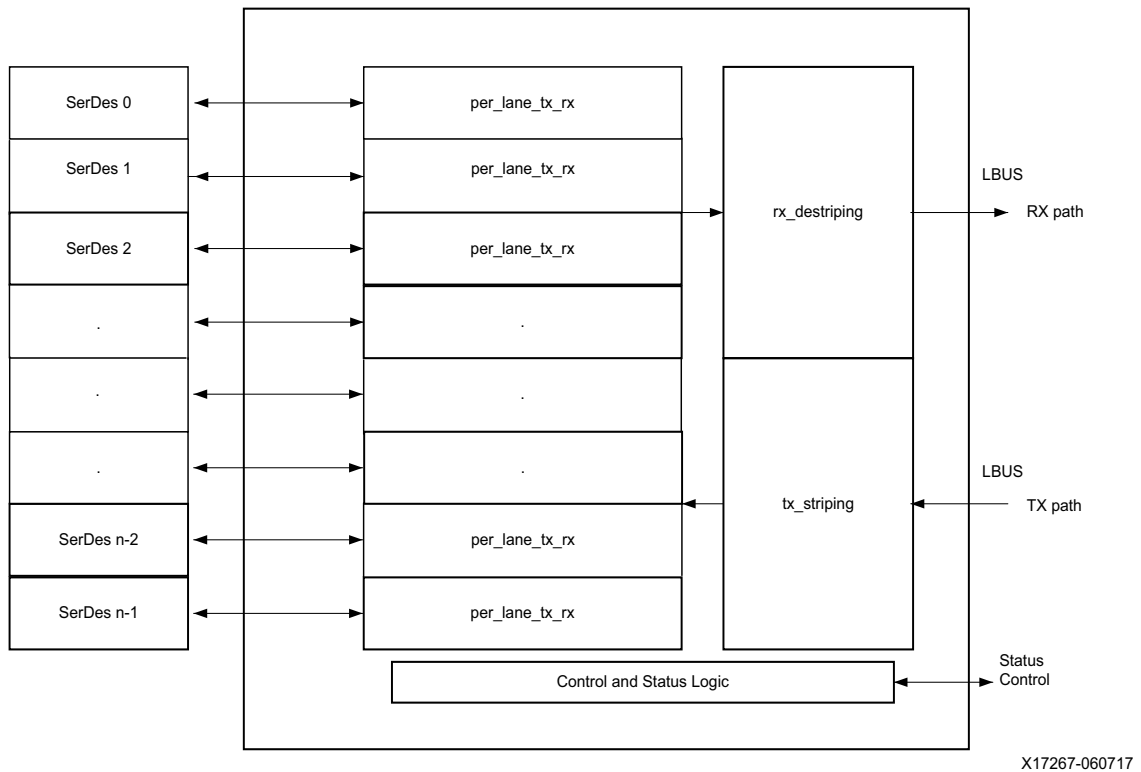 SerDes 0
per_lane_tx_rx
SerDes 1
per_lane_tx_rx
LBUS
SerDes 2
per_lane_tx_rx
rx_destriping
RX path
.
.
.
.
.
.
LBUS
tx_striping
TX path
SerDes n-2
per_lane_tx_rx
SerDes n-1
per_lane_tx_rx
Status
Control
Control and Status Logic
X17267-060717